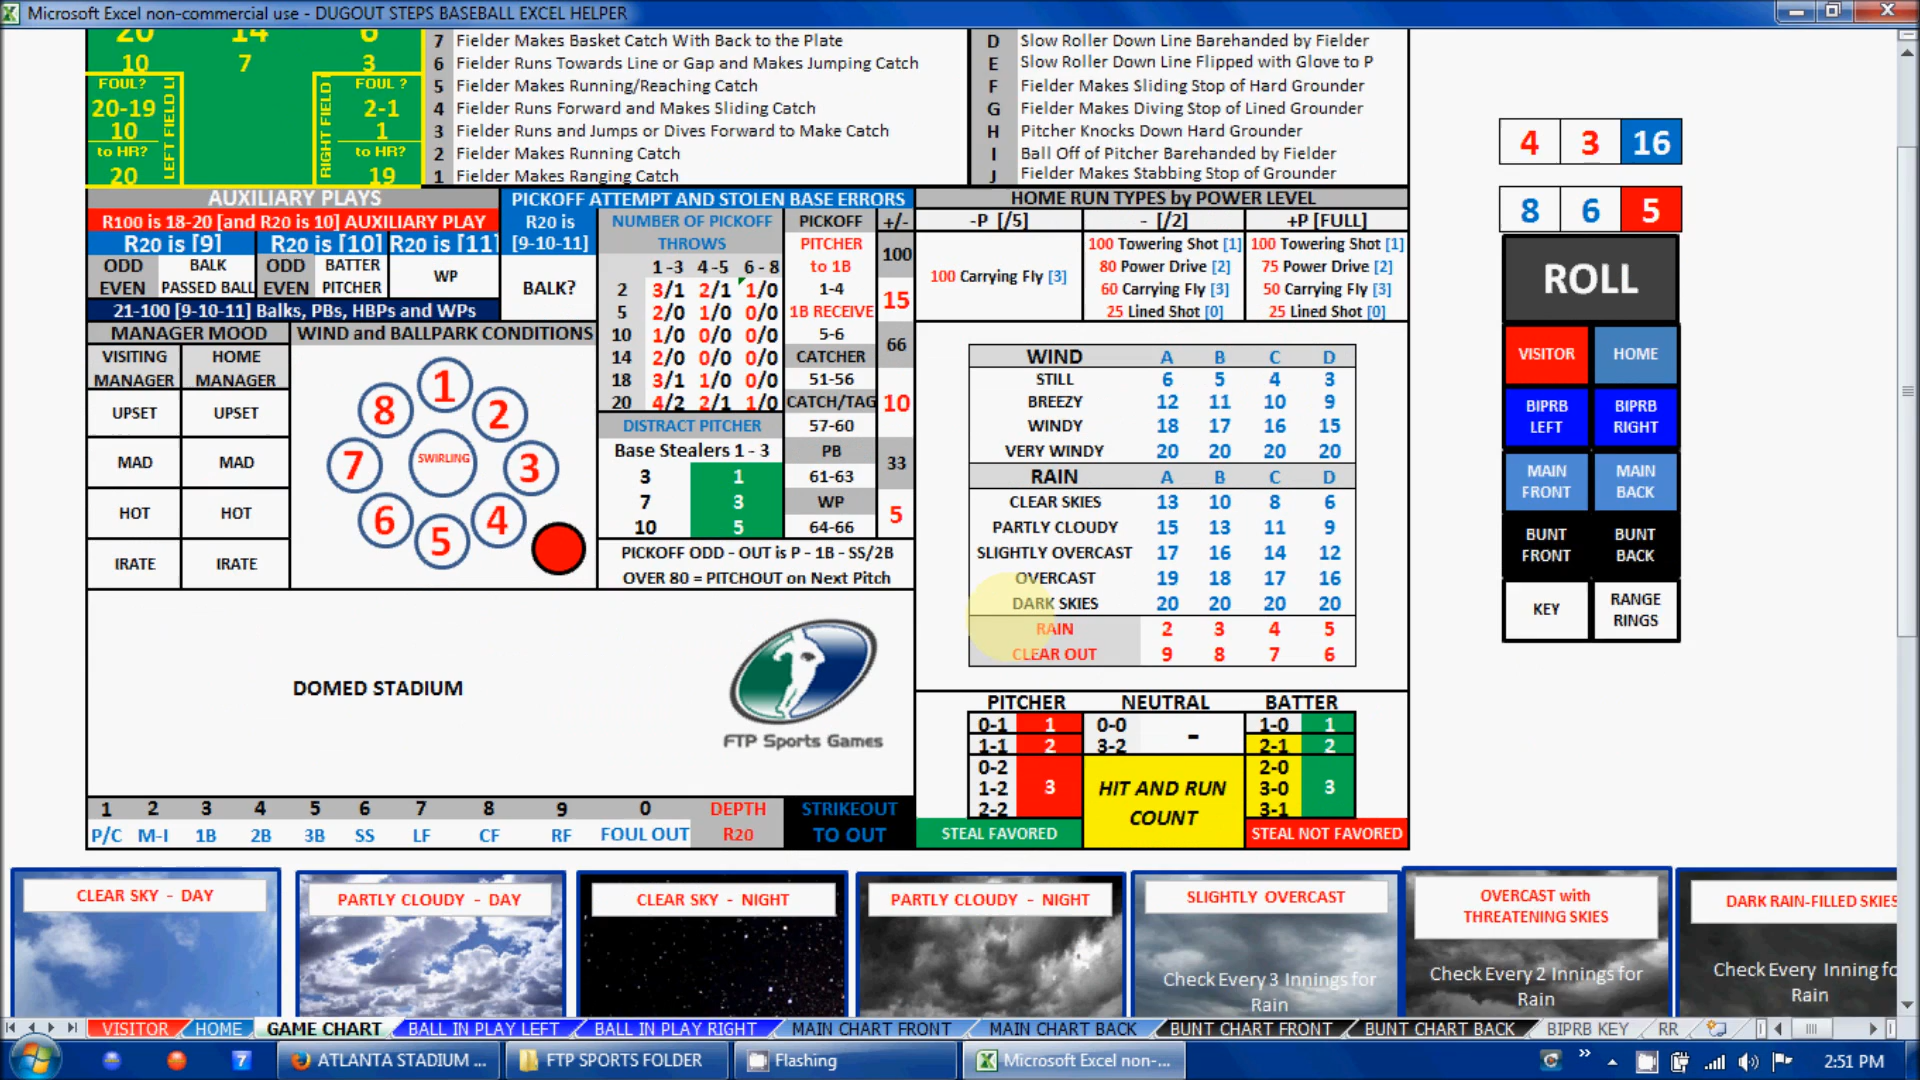 Microsoft Excel non-commercial use - DUGOUT STEPS BASEBALL EXCEL HELPER
20 14 6
10 7 3
FOUL? FOUL ?
20-19 2-1
10 1
to HR? to HR?
20 19
LEFT FIELD LI
RIGHT FIELD
7 Fielder Makes Basket Catch With Back to the Plate
6 Fielder Runs Towards Line or Gap and Makes Jumping Catch
5 Fielder Makes Running/Reaching Catch
4 Fielder Runs Forward and Makes Sliding Catch
3 Fielder Runs and Jumps or Dives Forward to Make Catch
2 Fielder Makes Running Catch
1 Fielder Makes Ranging Catch
D Slow Roller Down Line Barehanded by Fielder
E Slow Roller Down Line Flipped with Glove to P
F Fielder Makes Sliding Stop of Hard Grounder
G Fielder Makes Diving Stop of Lined Grounder
H Pitcher Knocks Down Hard Grounder
I Ball Off of Pitcher Barehanded by Fielder
J Fielder Makes Stabbing Stop of Grounder
4 3 16
8 6 5
ROLL
VISITOR HOME
BIPRB LEFT
BIPRB RIGHT
MAIN FRONT
MAIN BACK
BUNT FRONT
BUNT BACK
KEY
RANGE RINGS
AUXILIARY PLAYS
R100 is 18-20 [and R20 is 10] AUXILIARY PLAY
R20 is [9] R20 is [10] R20 is [11]
ODD BALK ODD BATTER WP
EVEN PASSED BALL EVEN PITCHER
21-100 [9-10-11] Balks, PBs, HBPs and WPs
PICKOFF ATTEMPT AND STOLEN BASE ERRORS
R20 is
[9-10-11]
BALK?
NUMBER OF PICKOFF
THROWS
1 -3 4 -5 6 - 8
2 3/1 2/1 1/0
5 2/0 1/0 0/0
10 1/0 0/0 0/0
14 2/0 0/0 0/0
18 3/1 1/0 0/0
20 4/2 2/1 1/0
DISTRACT PITCHER
Base Stealers 1 - 3
3 1
7 3
10 5
PICKOFF
PITCHER
to 1B
1-4
1B RECEIVE
5-6
CATCHER
51-56
CATCH/TAG
57-60
PB
61-63
WP
64-66
+/-
100
15
66
10
33
5
PICKOFF ODD - OUT is P - 1B - SS/2B
OVER 80 = PITCHOUT on Next Pitch
HOME RUN TYPES by POWER LEVEL
-P [/5] - [/2] +P [FULL]
100 Carrying Fly [3]
100 Towering Shot [1] 100 Towering Shot [1]
80 Power Drive [2] 75 Power Drive [2]
60 Carrying Fly [3] 50 Carrying Fly [3]
25 Lined Shot [0] 25 Lined Shot [0]
MANAGER MOOD
VISITING MANAGER HOME MANAGER
UPSET UPSET
MAD MAD
HOT HOT
IRATE IRATE
WIND and BALLPARK CONDITIONS
1
2
3
4
5
6
7
8
SWIRLING
WIND A B C D
STILL 6 5 4 3
BREEZY 12 11 10 9
WINDY 18 17 16 15
VERY WINDY 20 20 20 20
RAIN A B C D
CLEAR SKIES 13 10 8 6
PARTLY CLOUDY 15 13 11 9
SLIGHTLY OVERCAST 17 16 14 12
OVERCAST 19 18 17 16
DARK SKIES 20 20 20 20
RAIN 2 3 4 5
CLEAR OUT 9 8 7 6
DOMED STADIUM
FTP Sports Games
PITCHER NEUTRAL BATTER
0-1 1 0-0 - 1-0 1
1-1 2 3-2 2-1 2
0-2 2-0
1-2 3 3-0 3
2-2 3-1
HIT AND RUN
COUNT
STEAL FAVORED STEAL NOT FAVORED
1 2 3 4 5 6 7 8 9 0 DEPTH STRIKEOUT
P/C M-I 1B 2B 3B SS LF CF RF FOUL OUT R20 TO OUT
CLEAR SKY - DAY
PARTLY CLOUDY - DAY
CLEAR SKY - NIGHT
PARTLY CLOUDY - NIGHT
SLIGHTLY OVERCAST
Check Every 3 Innings for
Rain
OVERCAST with
THREATENING SKIES
Check Every 2 Innings for
Rain
DARK RAIN-FILLED SKIES
Check Every Inning fo
Rain
VISITOR HOME GAME CHART BALL IN PLAY LEFT BALL IN PLAY RIGHT MAIN CHART FRONT MAIN CHART BACK BUNT CHART FRONT BUNT CHART BACK BIPRB KEY RR
7 ATLANTA STADIUM ... FTP SPORTS FOLDER Flashing Microsoft Excel non-... 2:51 PM